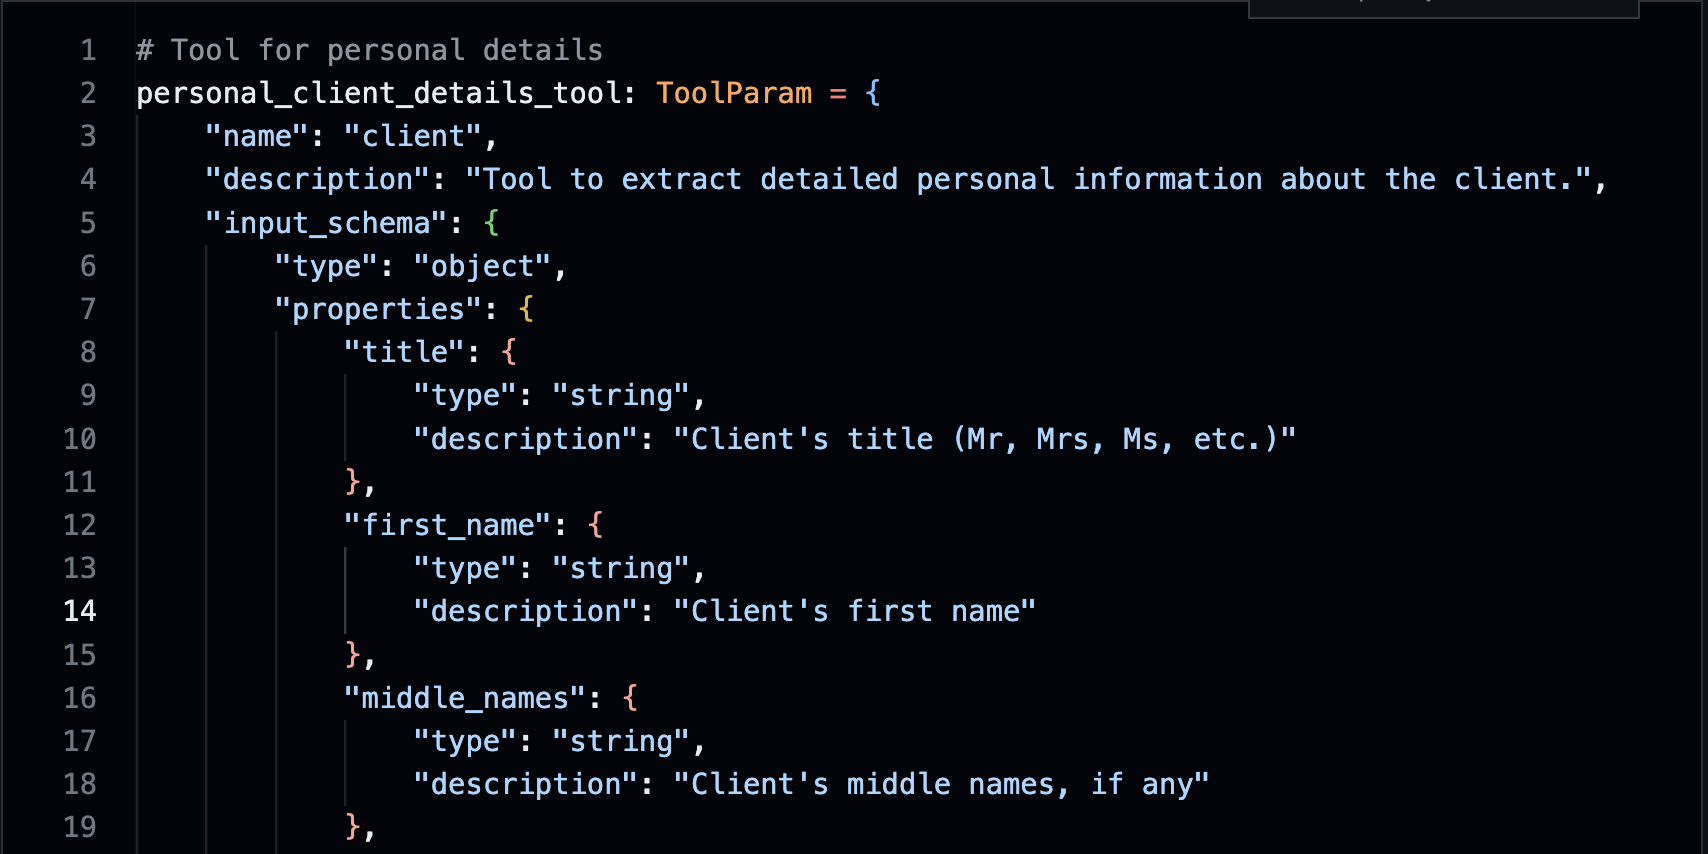 1 # Tool for personal details
2 personal_client_details_tool: ToolParam = {
3     "name": "client",
4     "description": "Tool to extract detailed personal information about the client.",
5     "input_schema": {
6         "type": "object",
7         "properties": {
8             "title": {
9                 "type": "string",
10                 "description": "Client's title (Mr, Mrs, Ms, etc.)"
11             },
12             "first_name": {
13                 "type": "string",
14                 "description": "Client's first name"
15             },
16             "middle_names": {
17                 "type": "string",
18                 "description": "Client's middle names, if any"
19             },